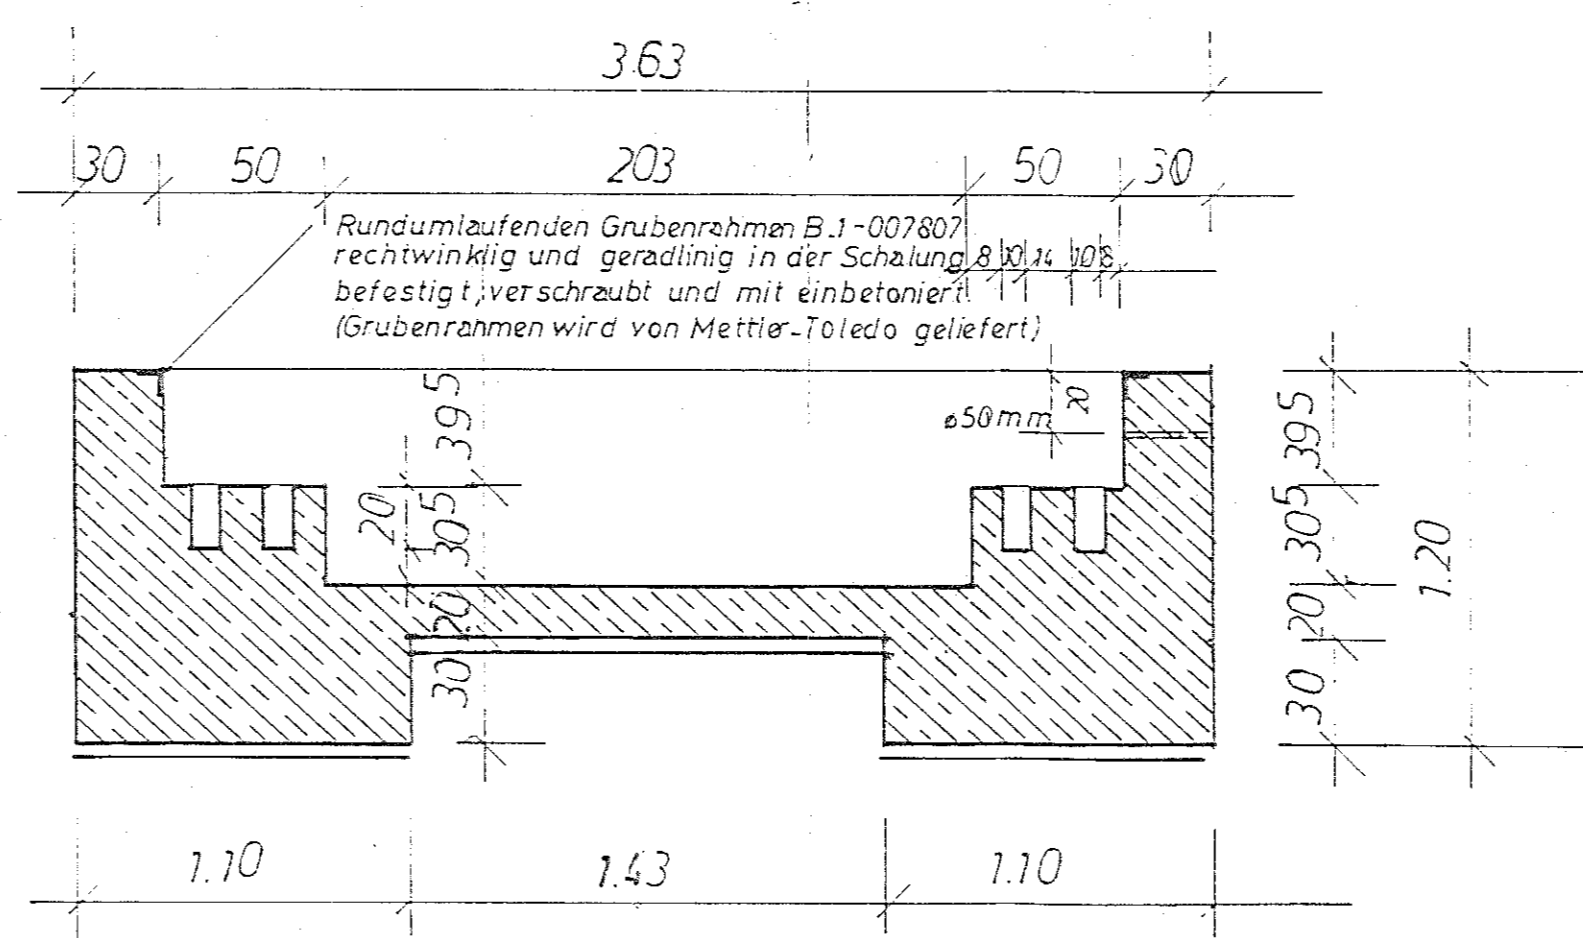 3.63
30 50 203 50 30
Rundumlaufenden Grubenrahmen B.1-007807
rechtwinklig und geradlinig in der Schalung
befestigt, verschraubt und mit einbetoniert.
(Grubenrahmen wird von Mettler-Toledo geliefert)
8 10 14 10 8
39 5
20
30 5
20
30
ø50mm
20
39 5
30 5
20
30
1.20
1.10 1.43 1.10